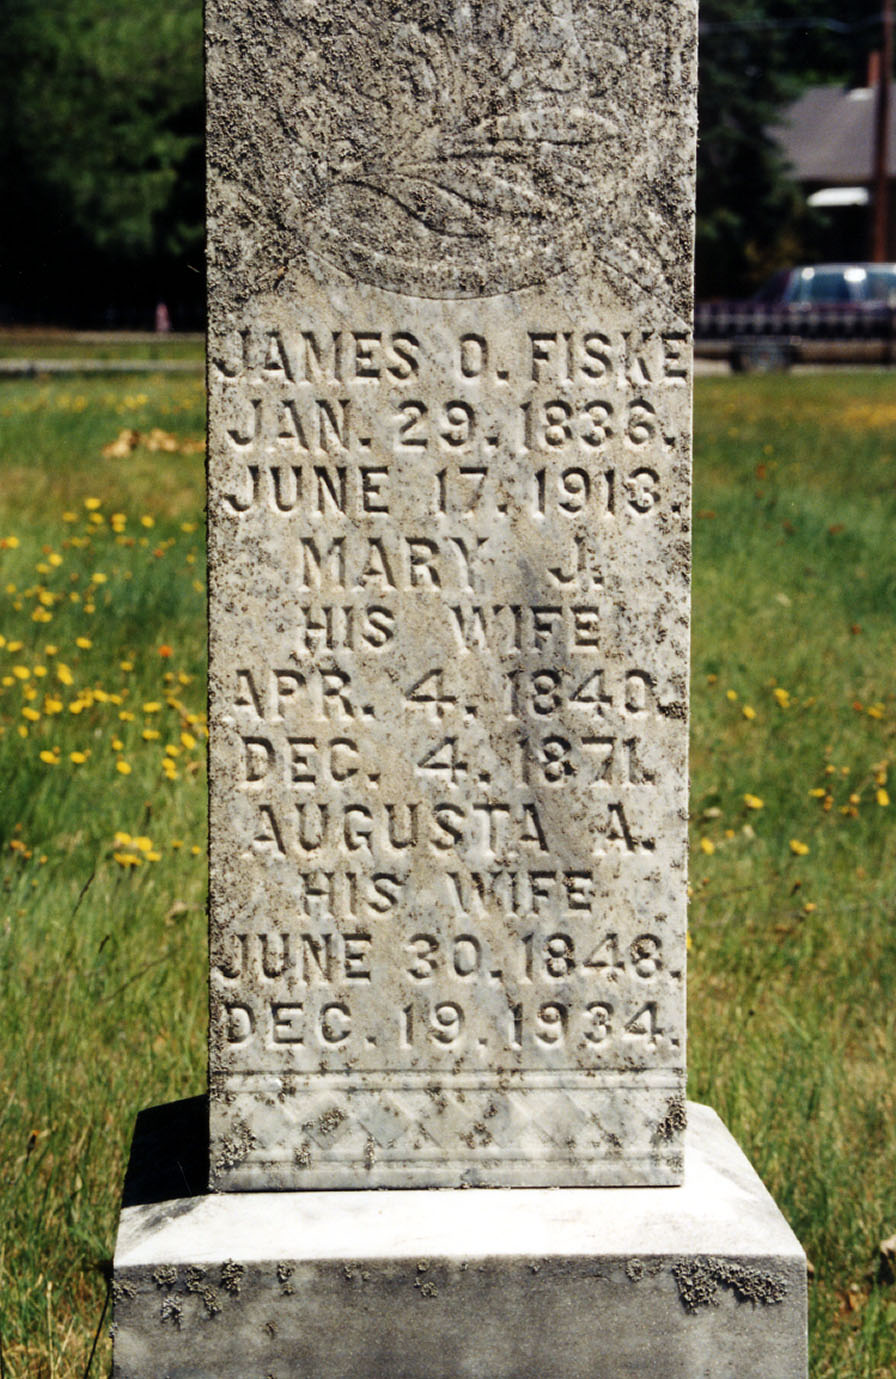 JAMES O. FISKE
JAN. 29. 1836.
JUNE 17. 1913.
MARY J.
HIS WIFE
APR. 4, 1840.
DEC. 4. 1871.
AUGUSTA A.
HIS WIFE
JUNE 30, 1848.
DEC. 19, 1934.